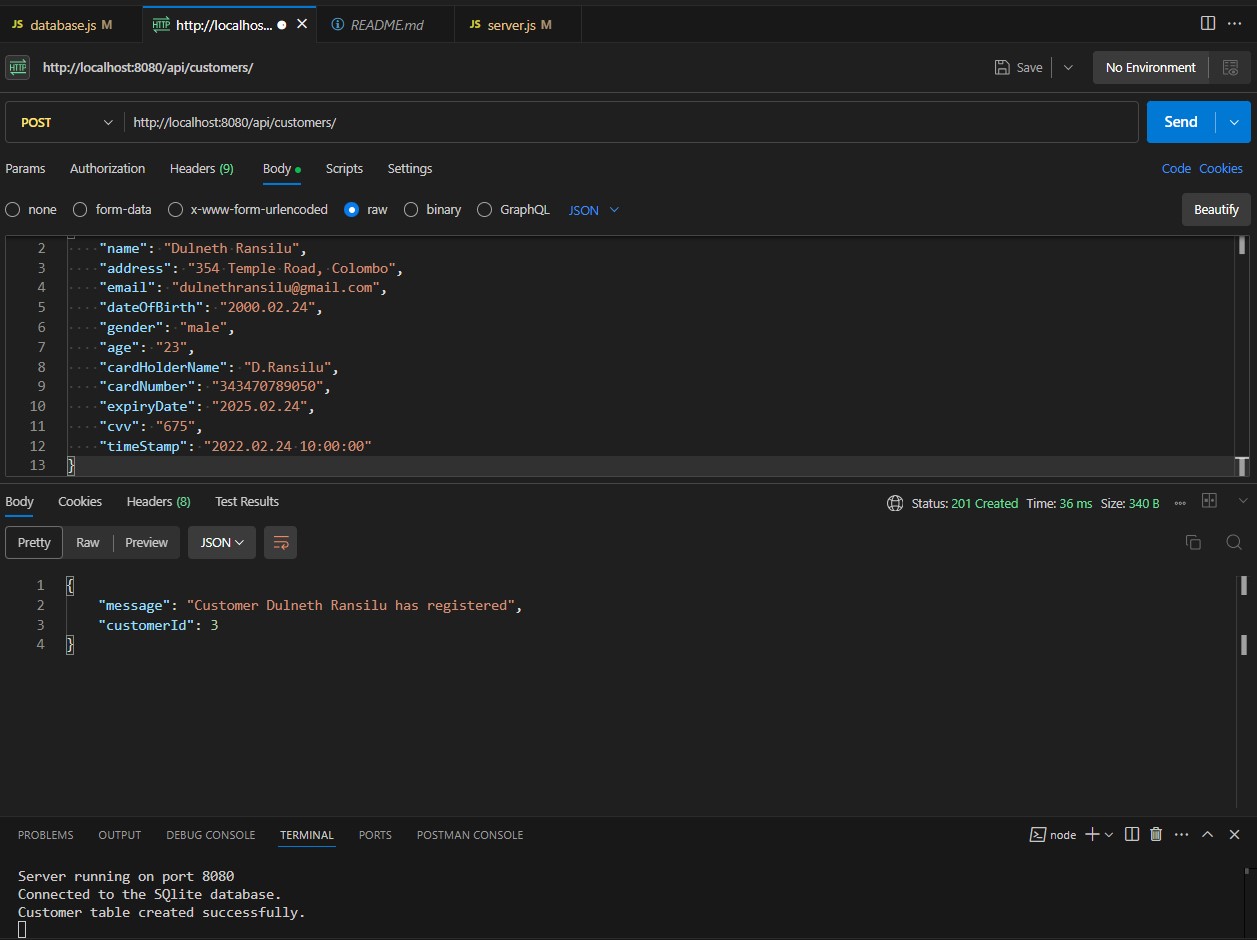 JS database.js M HTTP http://localhos... README.md JS server.js M
HTTP http://localhost:8080/api/customers/ Save No Environment
POST http://localhost:8080/api/customers/ Send
Params Authorization Headers (9) Body Scripts Settings Code Cookies
none form-data x-www-form-urlencoded raw binary GraphQL JSON Beautify
2 "name": "Dulneth Ransilu",
3 "address": "354 Temple Road, Colombo",
4 "email": "dulnethransilu@gmail.com",
5 "dateOfBirth": "2000.02.24",
6 "gender": "male",
7 "age": "23",
8 "cardHolderName": "D.Ransilu",
9 "cardNumber": "343470789050",
10 "expiryDate": "2025.02.24",
11 "cvv": "675",
12 "timeStamp": "2022.02.24 10:00:00"
13 }
Body Cookies Headers (8) Test Results Status: 201 Created Time: 36 ms Size: 340 B
Pretty Raw Preview JSON
1 {
2 "message": "Customer Dulneth Ransilu has registered",
3 "customerId": 3
4 }
PROBLEMS OUTPUT DEBUG CONSOLE TERMINAL PORTS POSTMAN CONSOLE node
Server running on port 8080
Connected to the SQlite database.
Customer table created successfully.